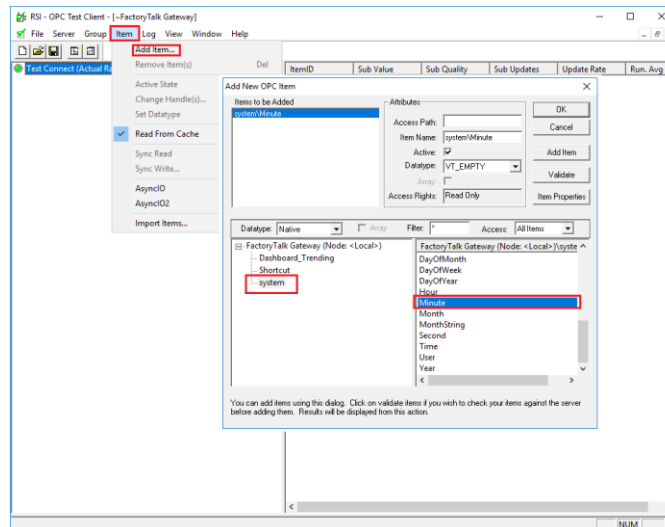 RSI - OPC Test Client - [~FactoryTalk Gateway]
File Server Group Item Log View Window Help
Add Item...
Remove Item(s) Del
Active State
Change Handle(s)...
Set Datatype
Read From Cache
Sync Read
Sync Write...
AsyncIO
AsyncIO2
Import Items...
Test Connect (Actual Ra
ItemID Sub Value Sub Quality Sub Updates Update Rate Run. Avg
Add New OPC Item
Items to be Added
system\Minute
Attributes
Access Path:
Item Name: system\Minute
Active:
Datatype: VT_EMPTY
Array:
Access Rights: Read Only
OK
Cancel
Add Item
Validate
Item Properties
Datatype: Native Array Filter: * Access: All Items
FactoryTalk Gateway (Node: <Local>)
Dashboard_Trending
Shortcut
system
FactoryTalk Gateway (Node: <Local>)\syste
DayOfMonth
DayOfWeek
DayOfYear
Hour
Minute
Month
MonthString
Second
Time
User
Year
You can add items using this dialog. Click on validate items if you wish to check your items against the server
before adding them. Results will be displayed from this action.
NUM